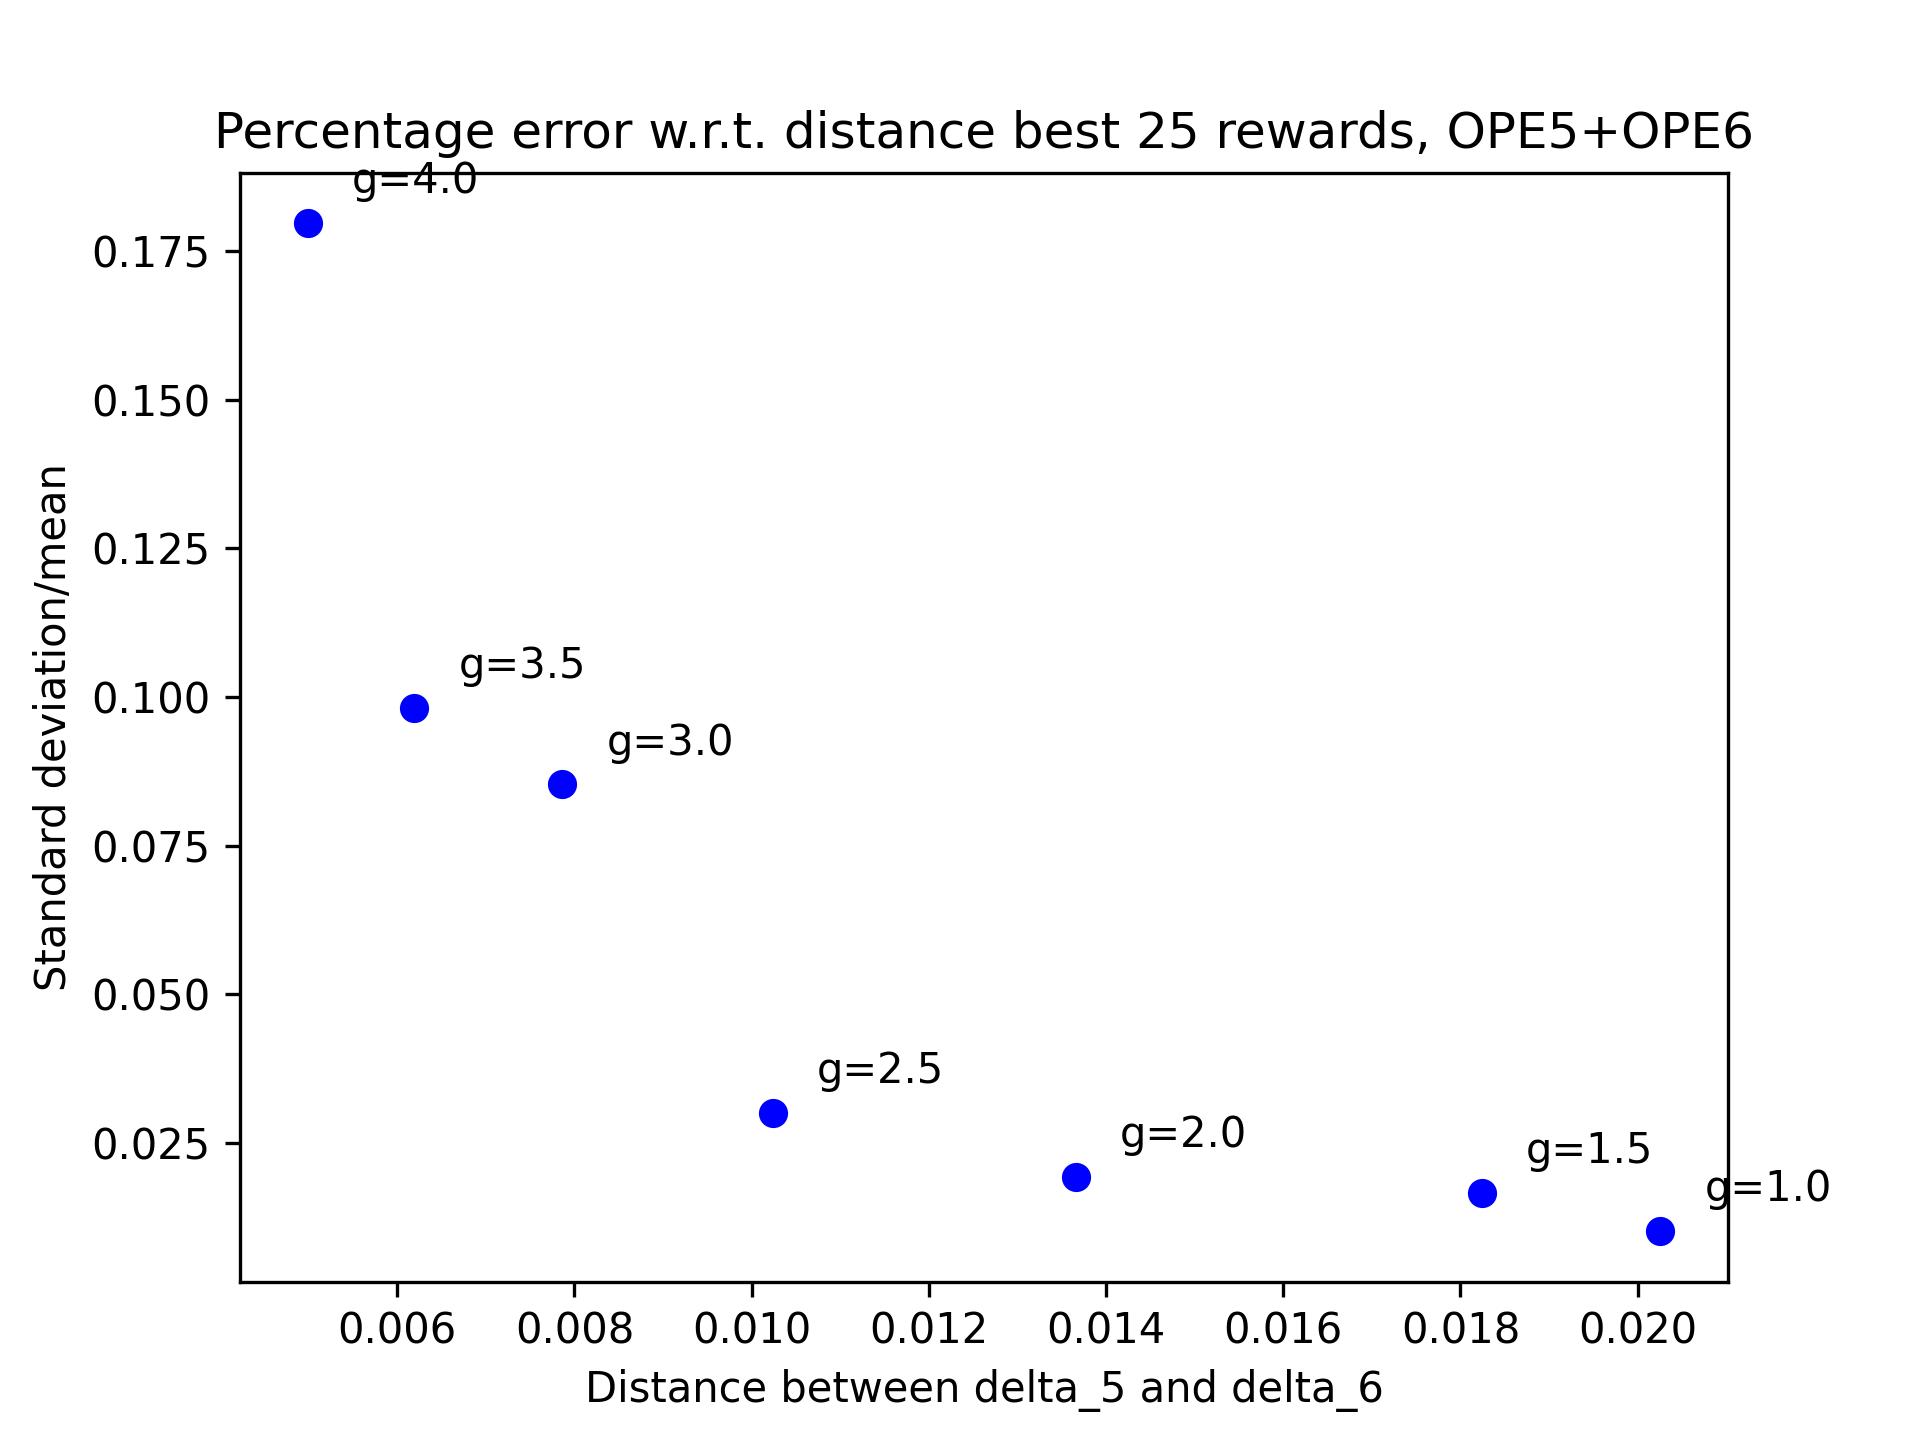 Percentage error w.r.t. distance best 25 rewards, OPE5+OPE6
g=4.0
0.175
0.150
0.125
g=3.5
0.100
g=3.0
0.075
0.050
g=2.5
g=2.0
0.025
g=1.5
g=1.0
Standard deviation/mean
0.006 0.008 0.010 0.012 0.014 0.016 0.018 0.020
Distance between delta_5 and delta_6